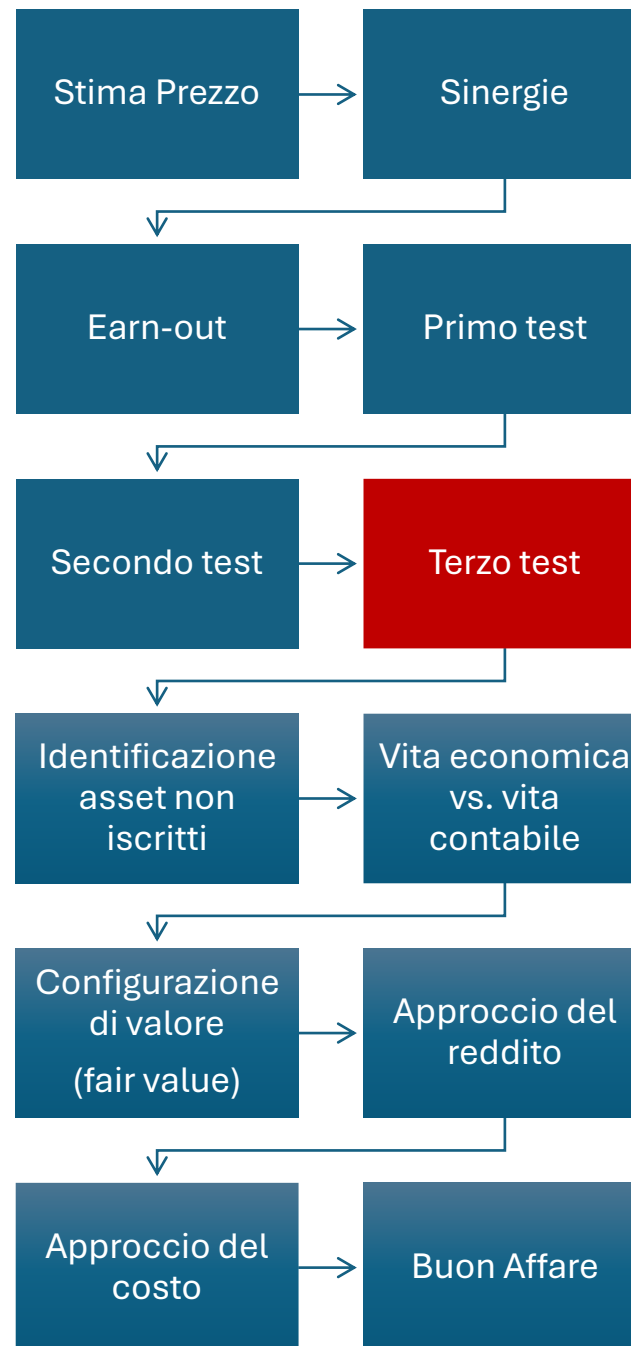 Stima Prezzo
Sinergie
Earn-out
Primo test
Secondo test
Terzo test
Identificazione
asset non
iscritti
Vita economica
vs. vita
contabile
Configurazione
di valore
(fair value)
Approccio del
reddito
Approccio del
costo
Buon Affare